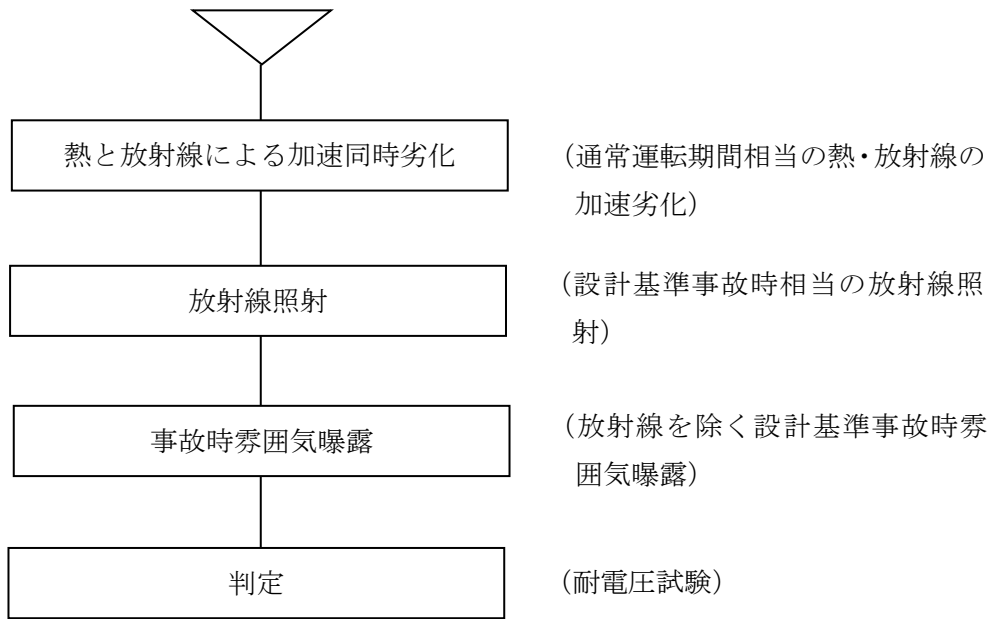 熱と放射線による加速同時劣化
(通常運転期間相当の熱・放射線の
加速劣化)
放射線照射
(設計基準事故時相当の放射線照
射)
事故時雰囲気曝露
(放射線を除く設計基準事故時雰
囲気曝露)
判定
(耐電圧試験)